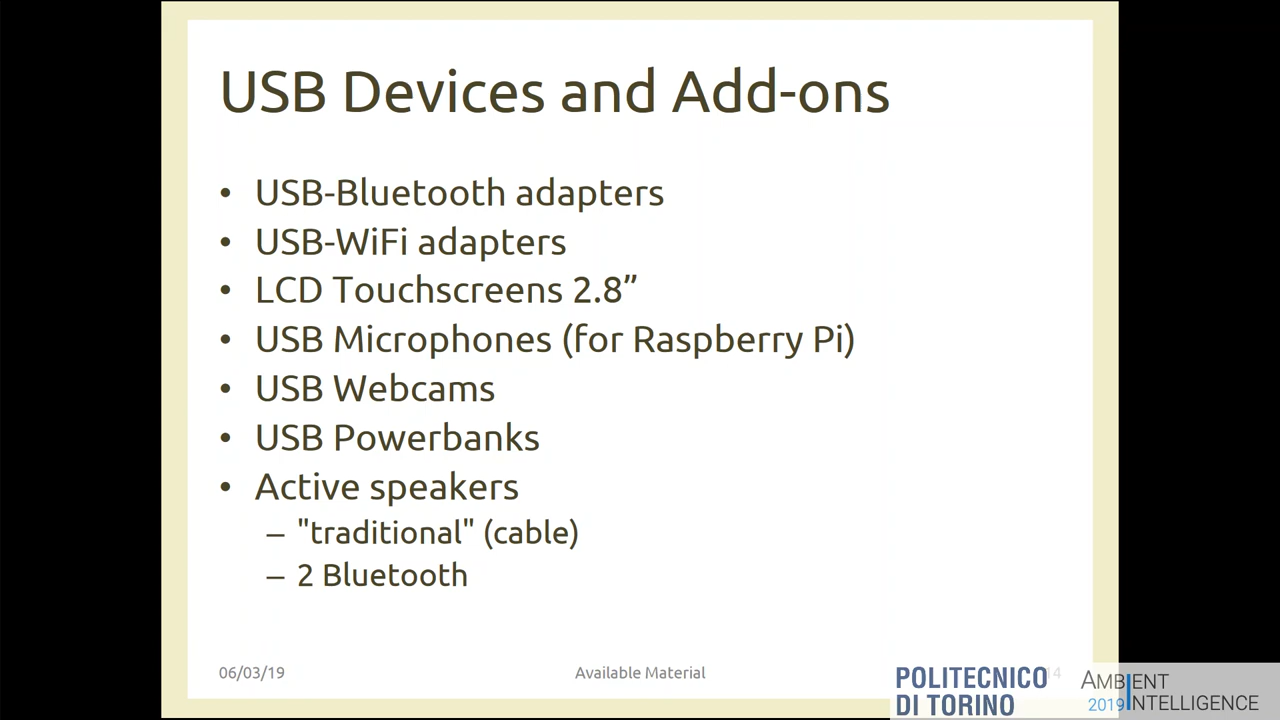 USB Devices and Add-ons
• USB-Bluetooth adapters
• USB-WiFi adapters
• LCD Touchscreens 2.8”
• USB Microphones (for Raspberry Pi)
• USB Webcams
• USB Powerbanks
• Active speakers
– "traditional" (cable)
– 2 Bluetooth
06/03/19
Available Material
14
POLITECNICO
DI TORINO
AMBIENT
2019 INTELLIGENCE